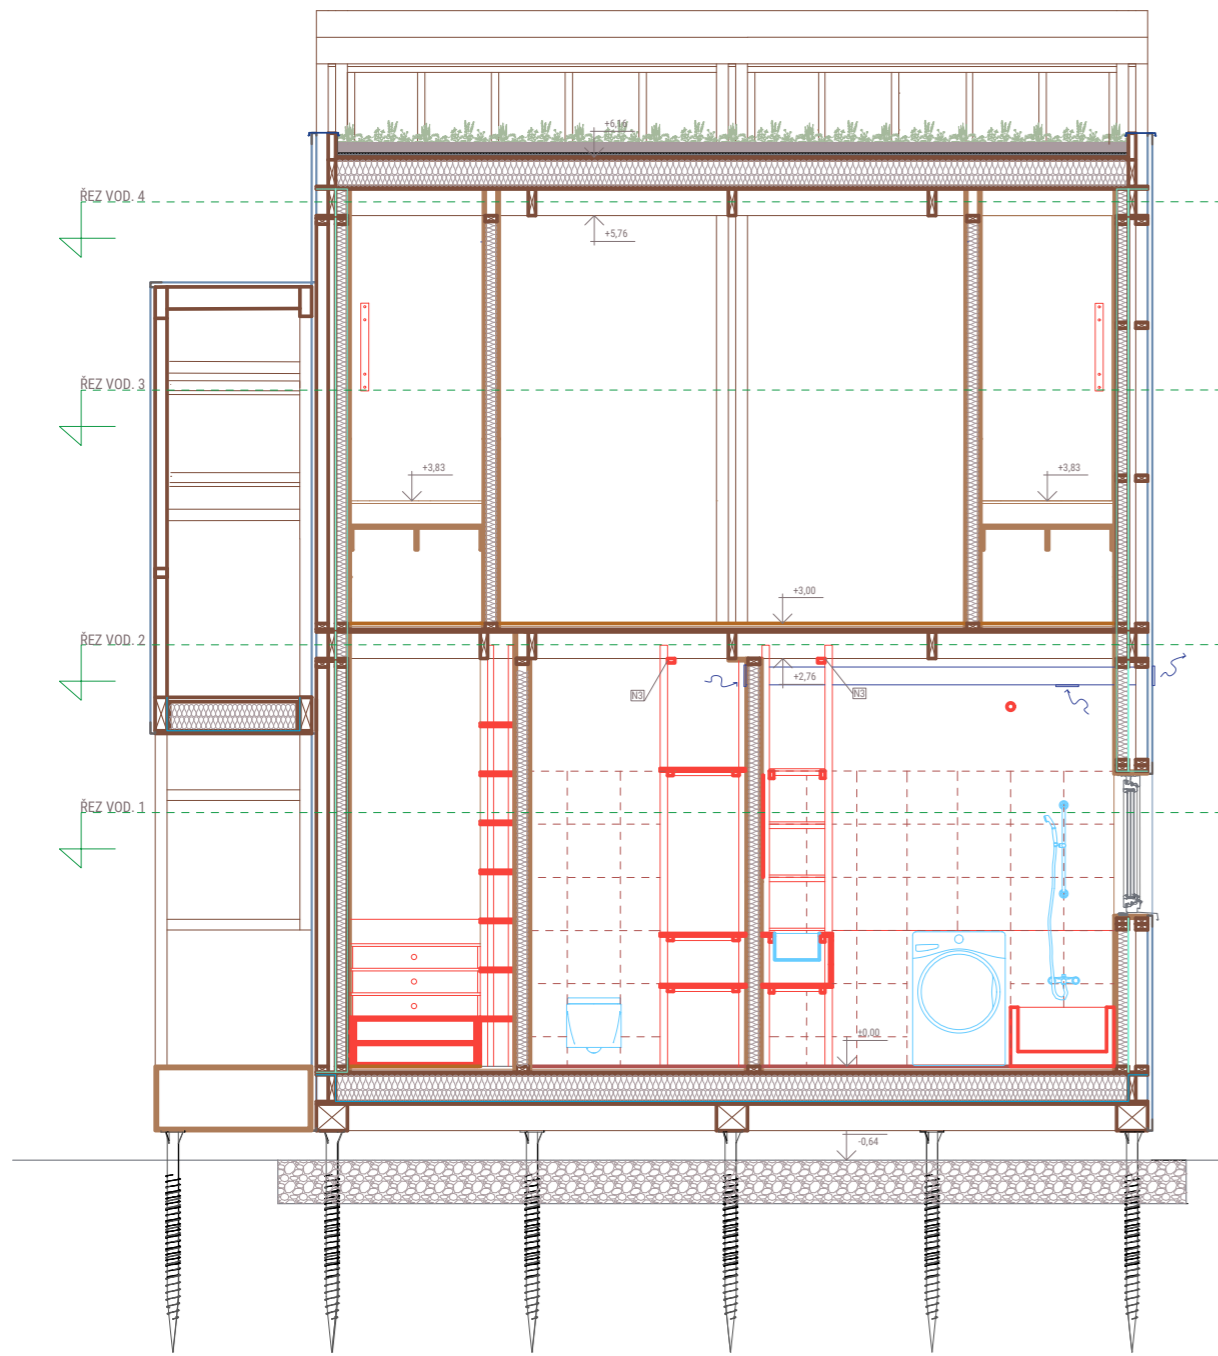 +6,16
ŘEZ VOD. 4
+5,76
ŘEZ VOD. 3
+3,83
+3,83
+3,00
ŘEZ VOD. 2
+2,76
N3
N3
ŘEZ VOD. 1
±0,00
-0,64